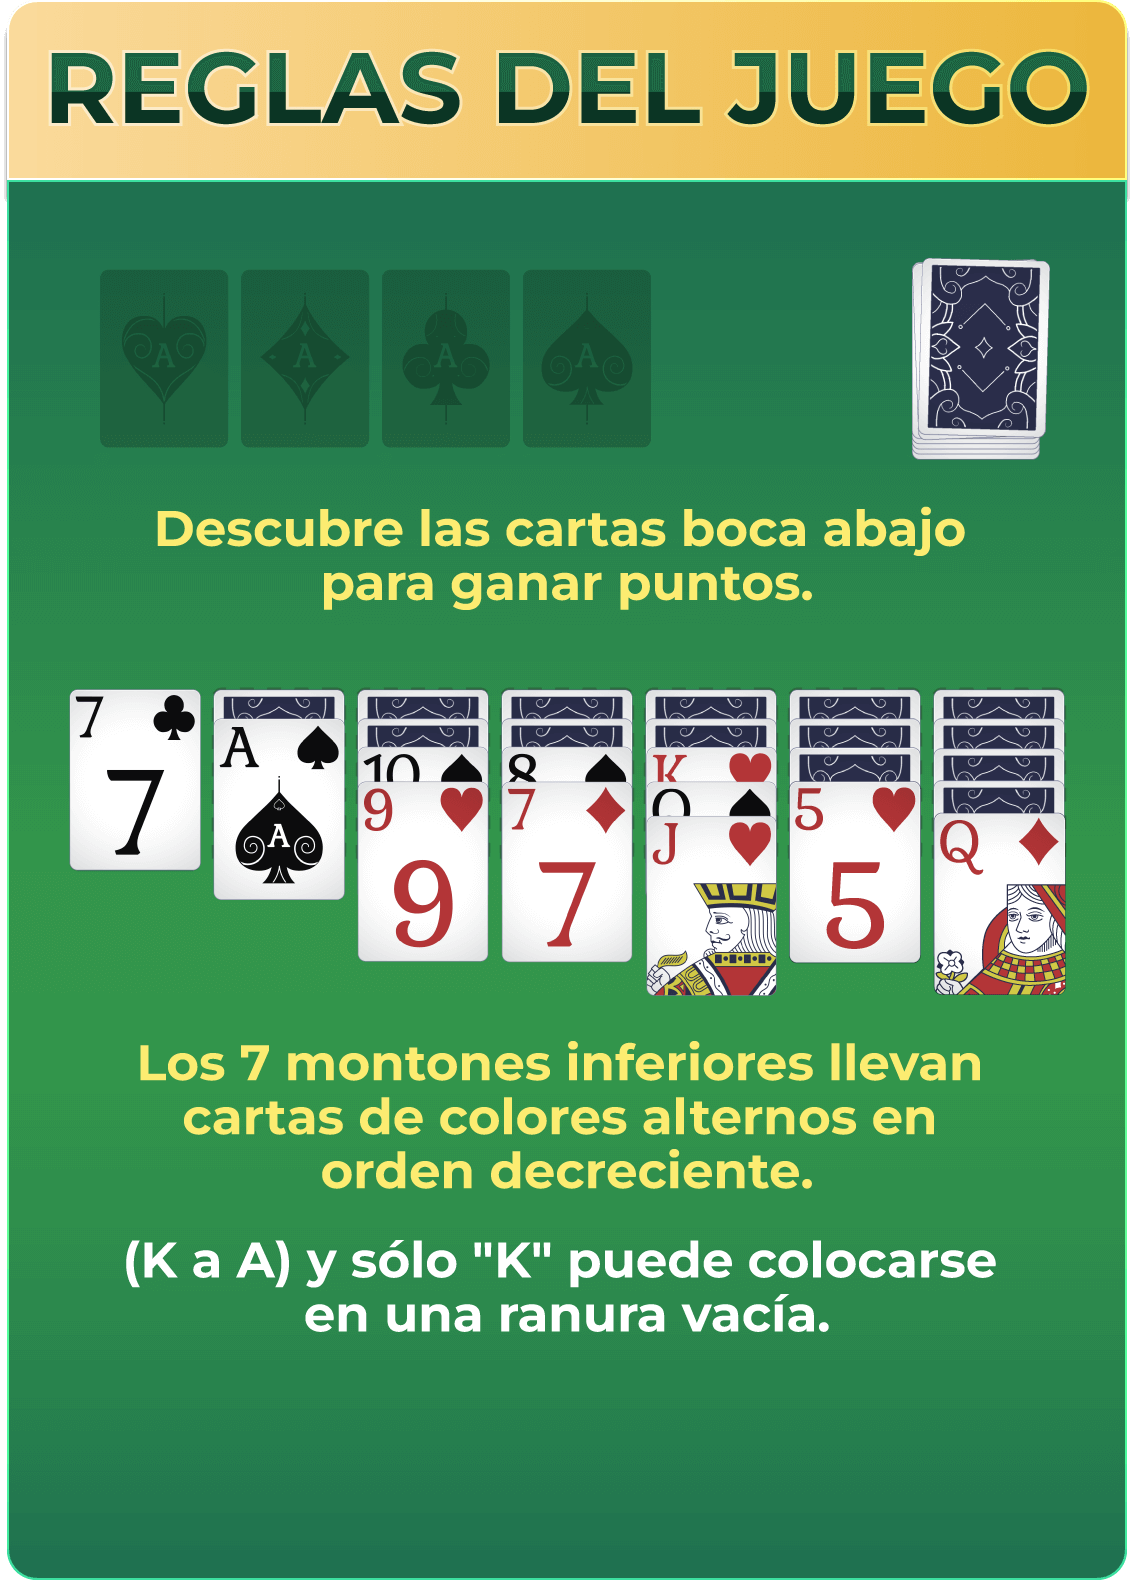 REGLAS DEL JUEGO
A A A A
Descubre las cartas boca abajo
para ganar puntos.
7 A 10 8 K 5 Q
9 7 Q
J
7 A 9 7 5
Los 7 montones inferiores llevan
cartas de colores alternos en
orden decreciente.
(K a A) y sólo "K" puede colocarse
en una ranura vacía.